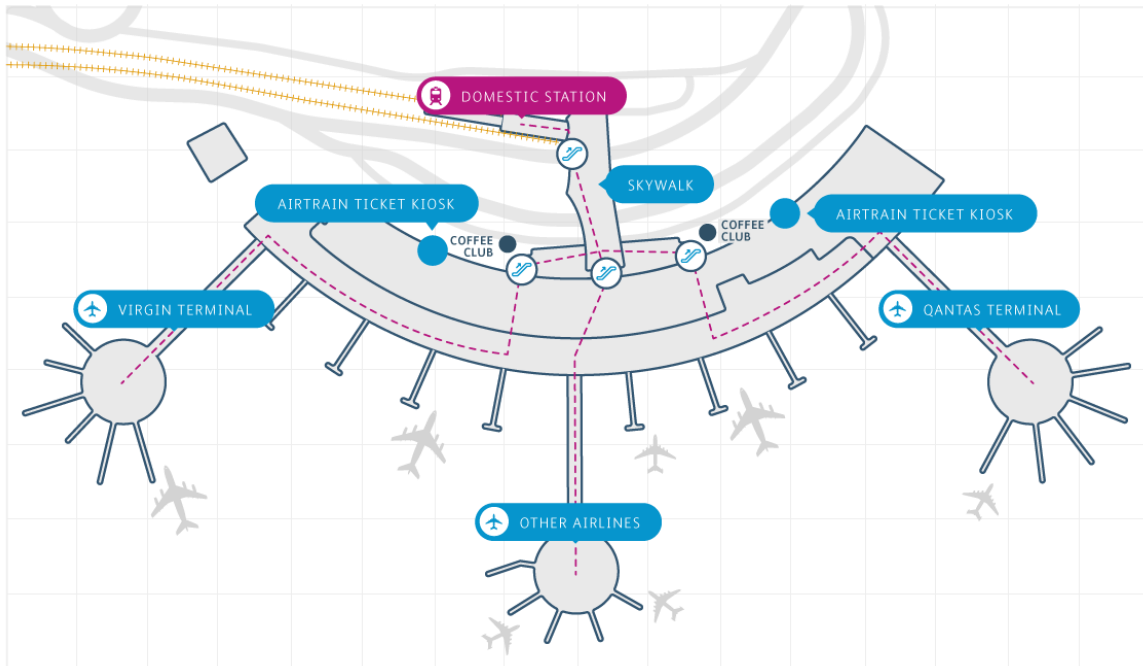 DOMESTIC STATION
SKYWALK
AIRTRAIN TICKET KIOSK
AIRTRAIN TICKET KIOSK
COFFEE
CLUB
COFFEE
CLUB
VIRGIN TERMINAL
QANTAS TERMINAL
OTHER AIRLINES